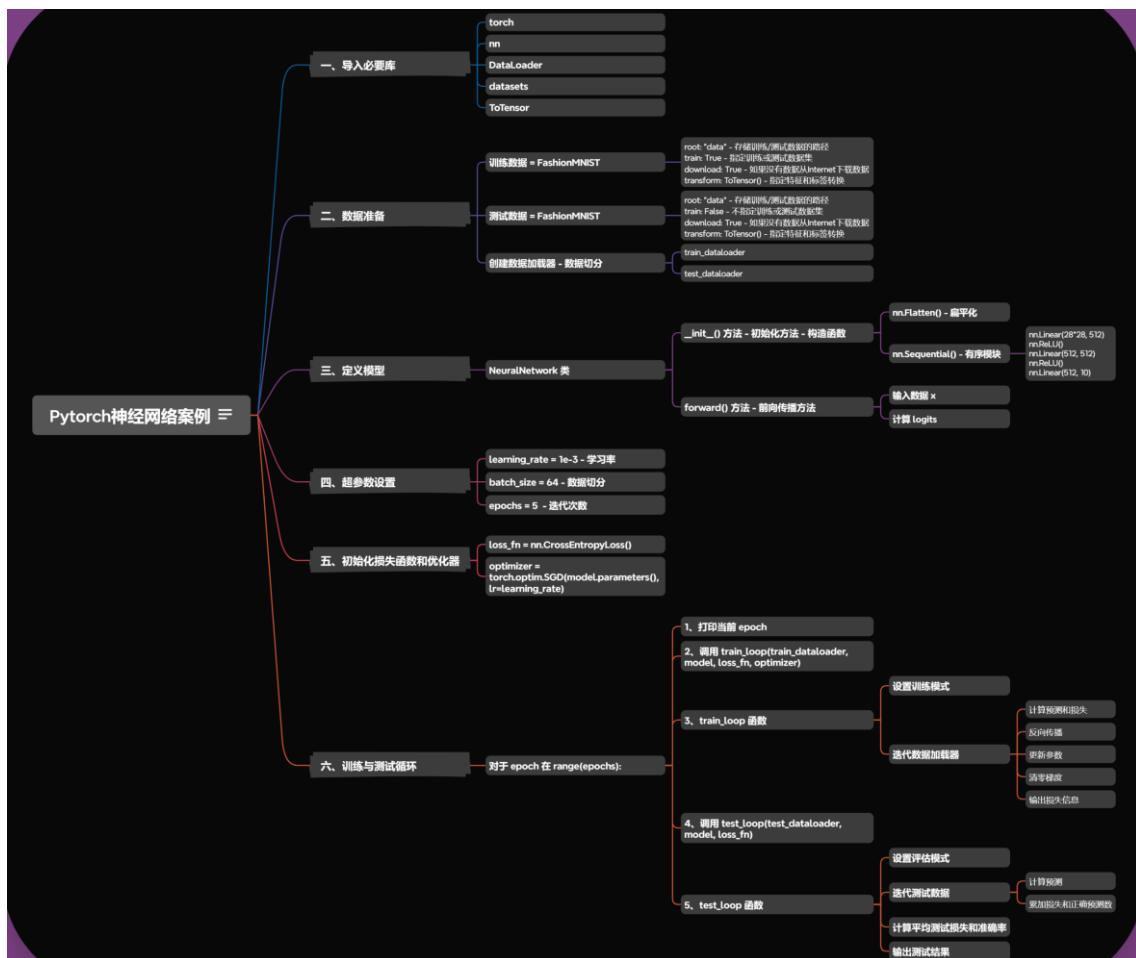 Pytorch神经网络案例
一、导入必要库
torch
nn
DataLoader
datasets
ToTensor
二、数据准备
训练数据 = FashionMNIST
root: "data" - 存储训练/测试数据的路径
train: True - 指定训练或测试数据集
download: True - 如果没有数据从Internet下载数据
transform: ToTensor() - 指定特征和标签转换
测试数据 = FashionMNIST
root: "data" - 存储训练/测试数据的路径
train: False - 不指定训练或测试数据集
download: True - 如果没有数据从Internet下载数据
transform: ToTensor() - 指定特征和标签转换
创建数据加载器 - 数据切分
train_dataloader
test_dataloader
三、定义模型
NeuralNetwork 类
__init__() 方法 - 初始化方法 - 构造函数
nn.Flatten() - 扁平化
nn.Sequential() - 有序模块
nn.Linear(28*28, 512)
nn.ReLU()
nn.Linear(512, 512)
nn.ReLU()
nn.Linear(512, 10)
forward() 方法 - 前向传播方法
输入数据 x
计算 logits
四、超参数设置
learning_rate = 1e-3 - 学习率
batch_size = 64 - 数据切分
epochs = 5 - 迭代次数
五、初始化损失函数和优化器
loss_fn = nn.CrossEntropyLoss()
optimizer =
torch.optim.SGD(model.parameters(),
lr=learning_rate)
六、训练与测试循环
对于 epoch 在 range(epochs):
1、打印当前 epoch
2、调用 train_loop(train_dataloader,
model, loss_fn, optimizer)
3、train_loop 函数
设置训练模式
迭代数据加载器
计算预测和损失
反向传播
更新参数
清零梯度
输出损失信息
4、调用 test_loop(test_dataloader,
model, loss_fn)
5、test_loop 函数
设置评估模式
迭代测试数据
计算预测
累加损失和正确预测数
计算平均测试损失和准确率
输出测试结果